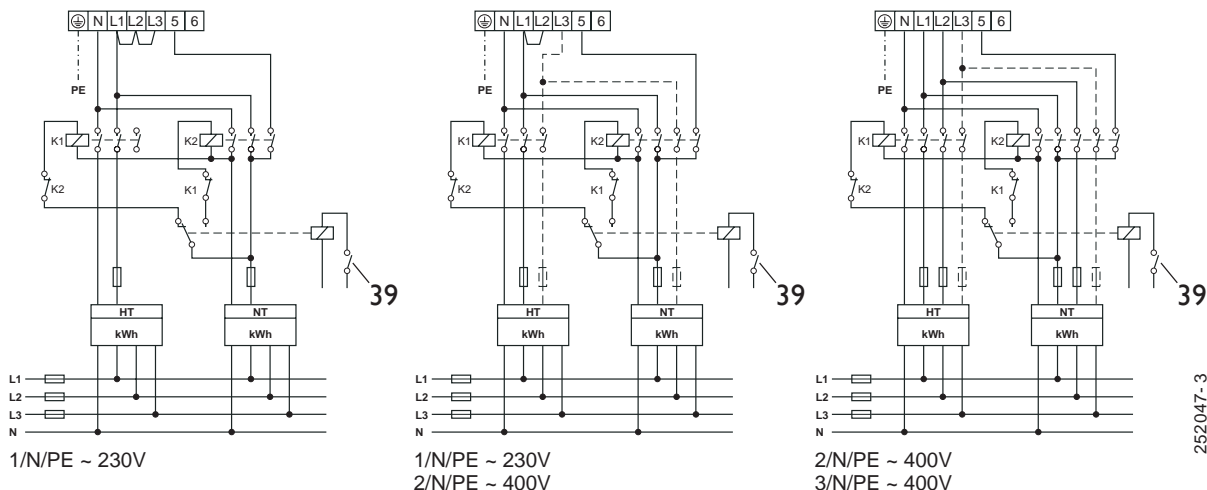 N L1 L2 L3 5 6
PE
K1
K2
K2
K1
39
HT
kWh
NT
kWh
L1
L2
L3
N
1/N/PE ~ 230V
N L1 L2 L3 5 6
PE
K1
K2
K2
K1
39
HT
kWh
NT
kWh
L1
L2
L3
N
1/N/PE ~ 230V
2/N/PE ~ 400V
N L1 L2 L3 5 6
PE
K1
K2
K2
K1
39
HT
kWh
NT
kWh
L1
L2
L3
N
2/N/PE ~ 400V
3/N/PE ~ 400V
252047-3